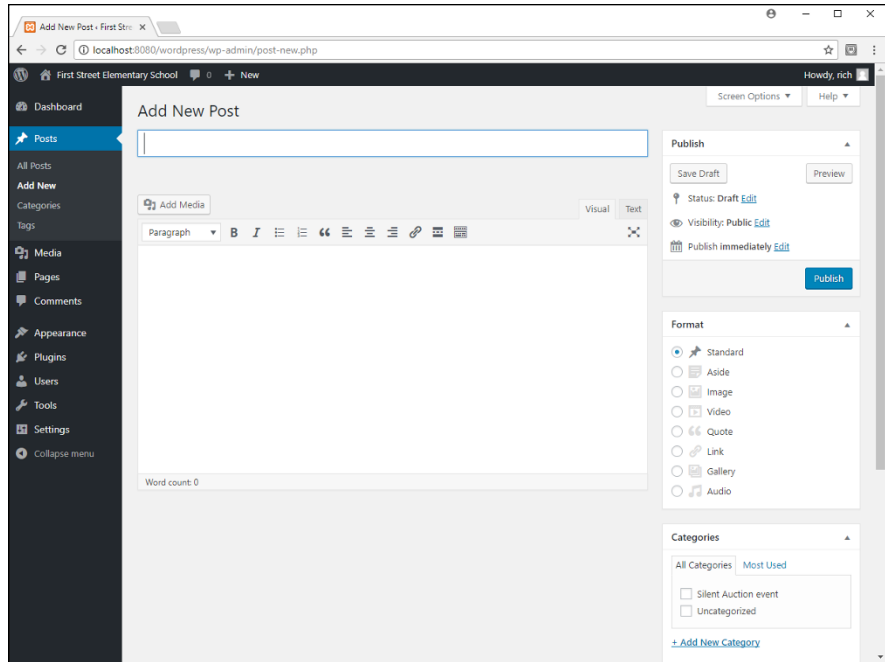 Add New Post ‹ First Stre
localhost:8080/wordpress/wp-admin/post-new.php
First Street Elementary School 0 + New Howdy, rich
Screen Options Help
Dashboard
Posts
All Posts
Add New
Categories
Tags
Media
Pages
Comments
Appearance
Plugins
Users
Tools
Settings
Collapse menu
Add New Post
Add Media
Visual Text
Paragraph B I
Word count: 0
Publish
Save Draft Preview
Status: Draft Edit
Visibility: Public Edit
Publish immediately Edit
Publish
Format
Standard
Aside
Image
Video
Quote
Link
Gallery
Audio
Categories
All Categories Most Used
Silent Auction event
Uncategorized
+ Add New Category